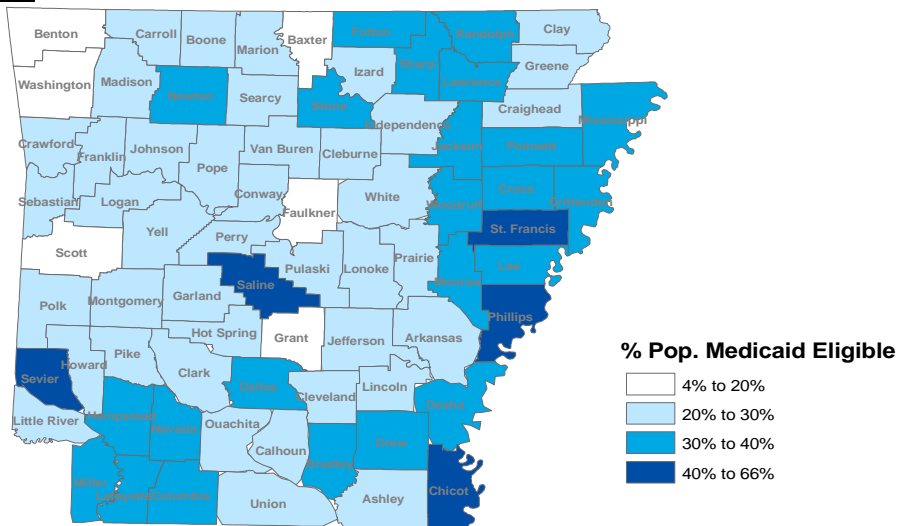 Benton
Carroll
Boone
Marion
Baxter
Fulton
Randolph
Clay
Washington
Madison
Newton
Searcy
Stone
Izard
Sharp
Lawrence
Greene
Craighead
Mississippi
Independence
Crawford
Franklin
Johnson
Pope
Van Buren
Cleburne
Jackson
Poinsett
Sebastian
Logan
Conway
Faulkner
White
Woodruff
Cross
Crittenden
Scott
Yell
Perry
Pulaski
Lonoke
Prairie
St. Francis
Saline
Monroe
Lee
Polk
Montgomery
Garland
Hot Spring
Grant
Jefferson
Arkansas
Phillips
Sevier
Howard
Pike
Clark
Dallas
Cleveland
Lincoln
Desha
Little River
Hempstead
Nevada
Ouachita
Calhoun
Bradley
Drew
Miller
Lafayette
Columbia
Union
Ashley
Chicot
% Pop. Medicaid Eligible
4% to 20%
20% to 30%
30% to 40%
40% to 66%